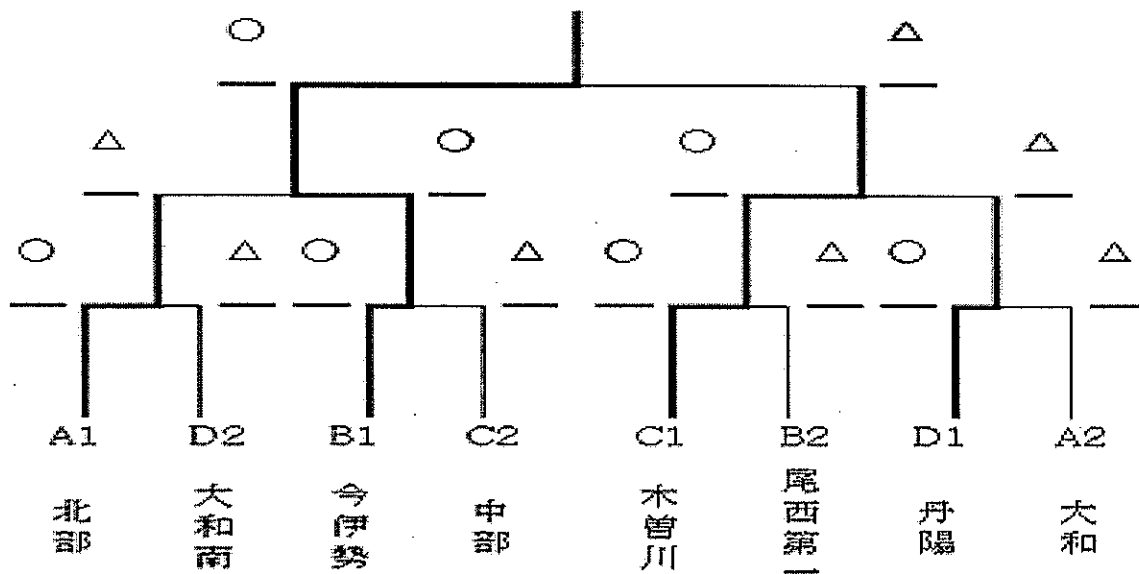 ○ △
△ ○ ○ △
○ △ ○ △ ○ △ ○ △
A1 D2 B1 C2 C1 B2 D1 A2
北部 大和南 今伊勢 中部 木曽川 尾西第一 丹陽 大和